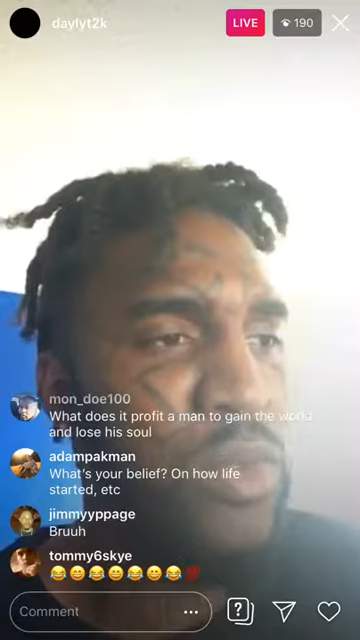 daylyt2k
LIVE
190
mon_doe100
What does it profit a man to gain the world
and lose his soul
adampakman
What's your belief? On how life
started, etc
jimmyyppage
Bruuh
tommy6skye
😂😄😂😄😂😄😂💯
Comment
?